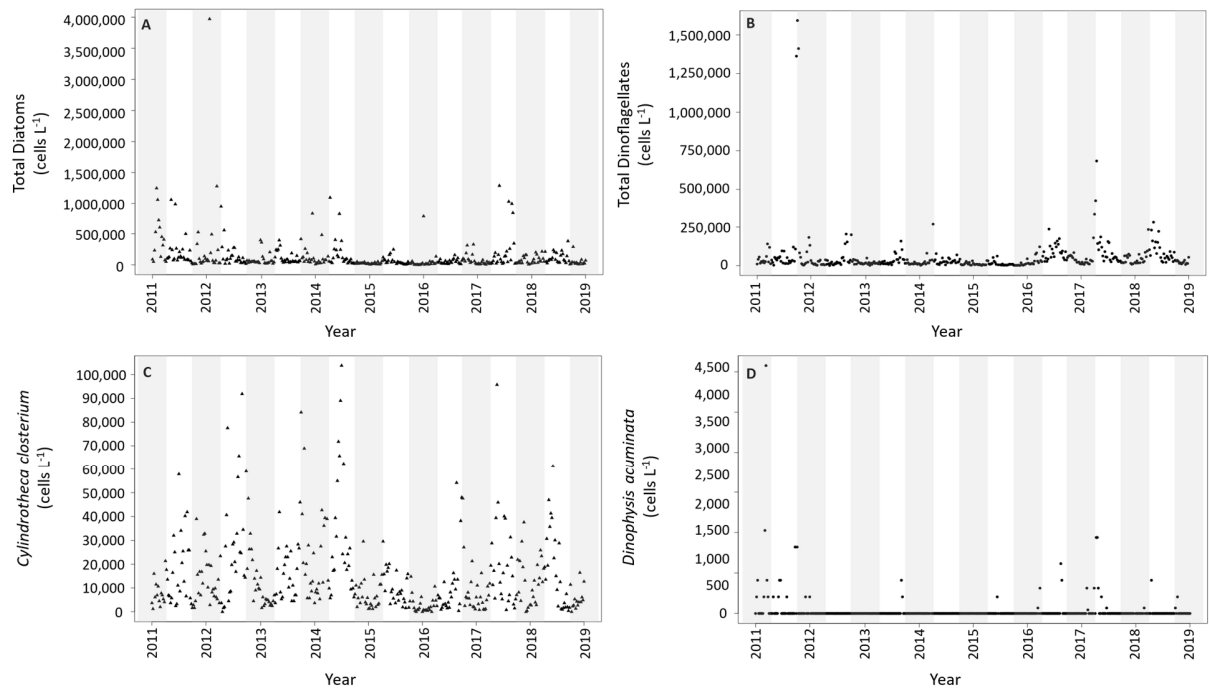 A
Total Diatoms
(cells L⁻¹)
4,000,000
3,500,000
3,000,000
2,500,000
2,000,000
1,500,000
1,000,000
500,000
0
2011 2012 2013 2014 2015 2016 2017 2018 2019
Year
B
Total Dinoflagellates
(cells L⁻¹)
1,500,000
1,250,000
1,000,000
750,000
500,000
250,000
0
2011 2012 2013 2014 2015 2016 2017 2018 2019
Year
C
Cylindrotheca closterium
(cells L⁻¹)
100,000
90,000
80,000
70,000
60,000
50,000
40,000
30,000
20,000
10,000
0
2011 2012 2013 2014 2015 2016 2017 2018 2019
Year
D
Dinophysis acuminata
(cells L⁻¹)
4,500
4,000
3,500
3,000
2,500
2,000
1,500
1,000
500
0
2011 2012 2013 2014 2015 2016 2017 2018 2019
Year